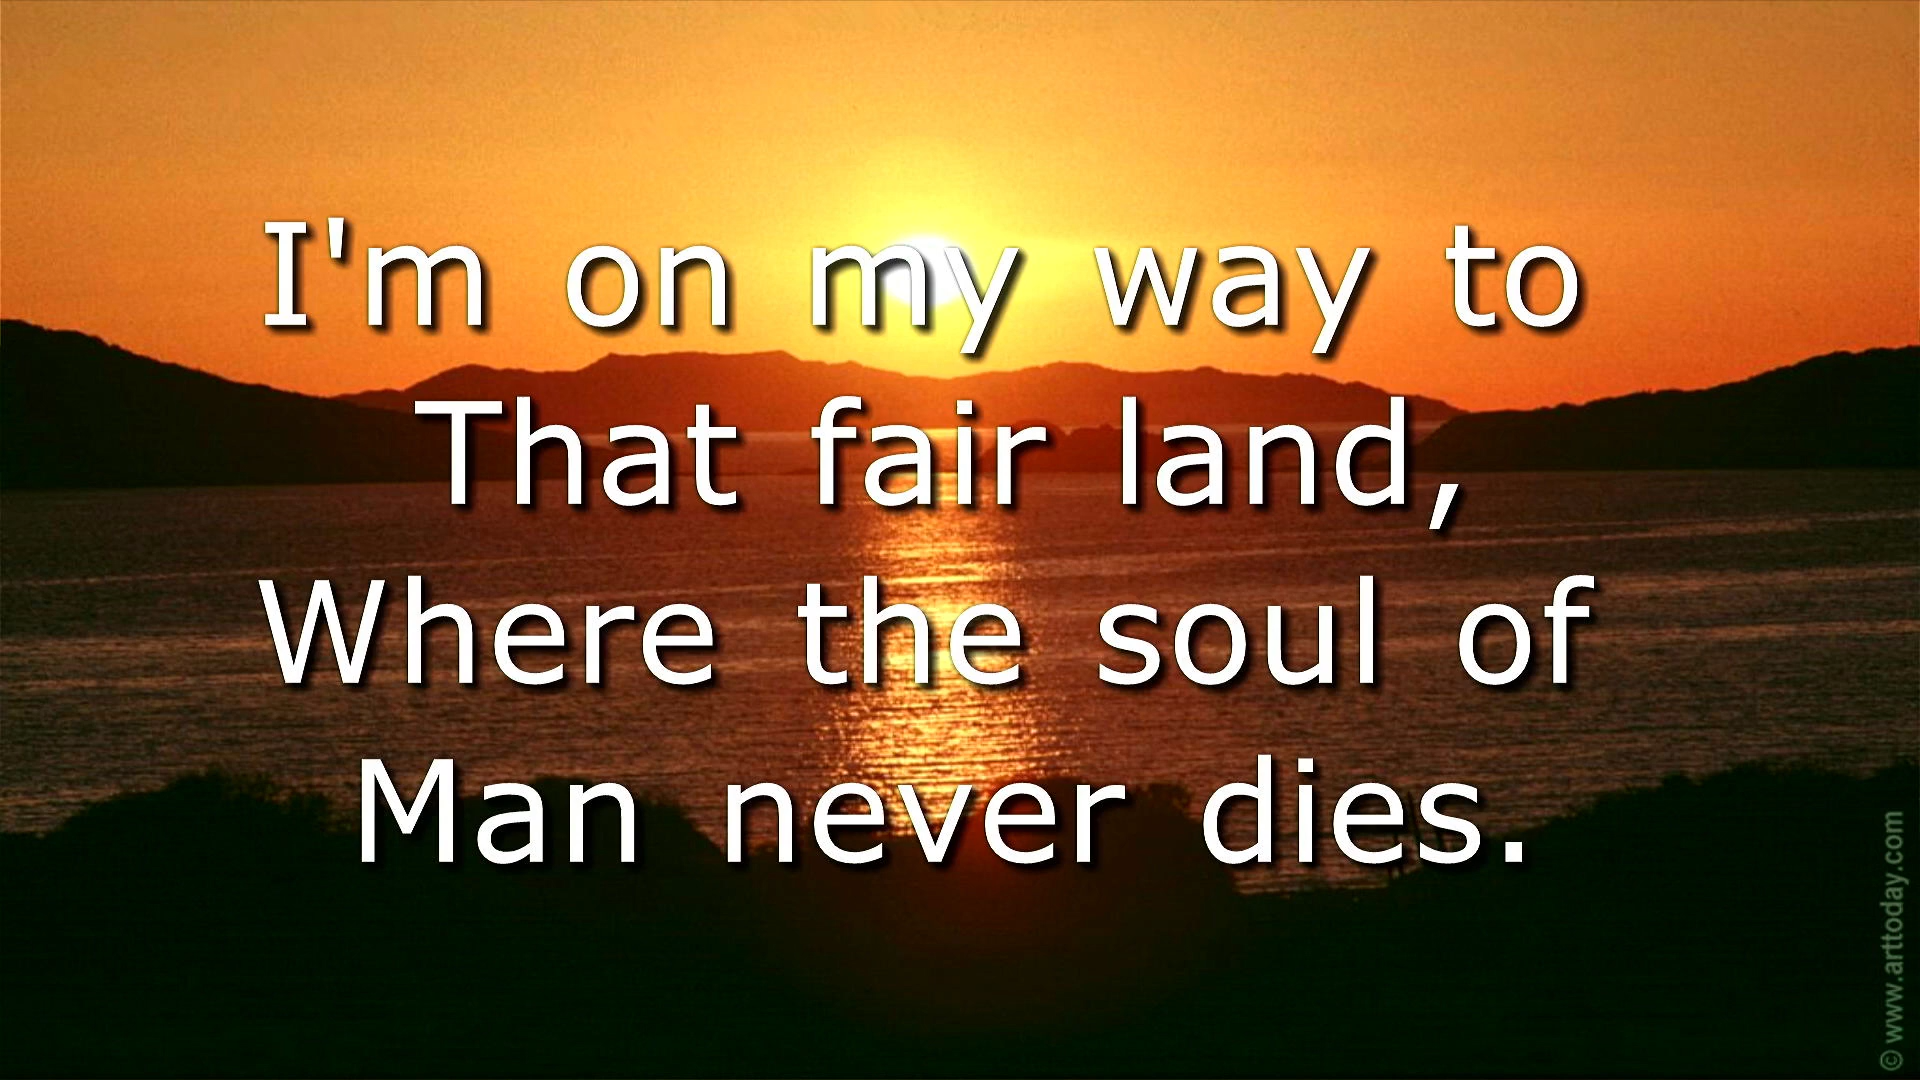 I'm on my way to
That fair land,
Where the soul of
Man never dies.
© www.arttoday.com